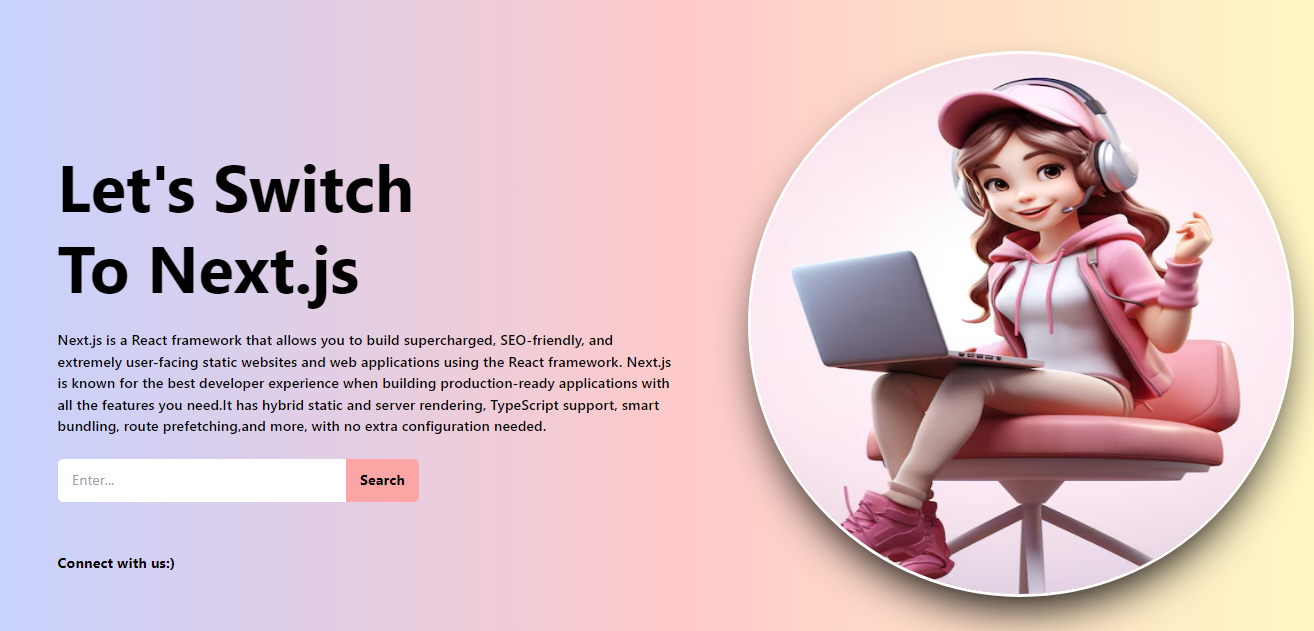 Let's Switch
To Next.js
Next.js is a React framework that allows you to build supercharged, SEO-friendly, and
extremely user-facing static websites and web applications using the React framework. Next.js
is known for the best developer experience when building production-ready applications with
all the features you need.It has hybrid static and server rendering, TypeScript support, smart
bundling, route prefetching,and more, with no extra configuration needed.
Enter...
Search
Connect with us:)